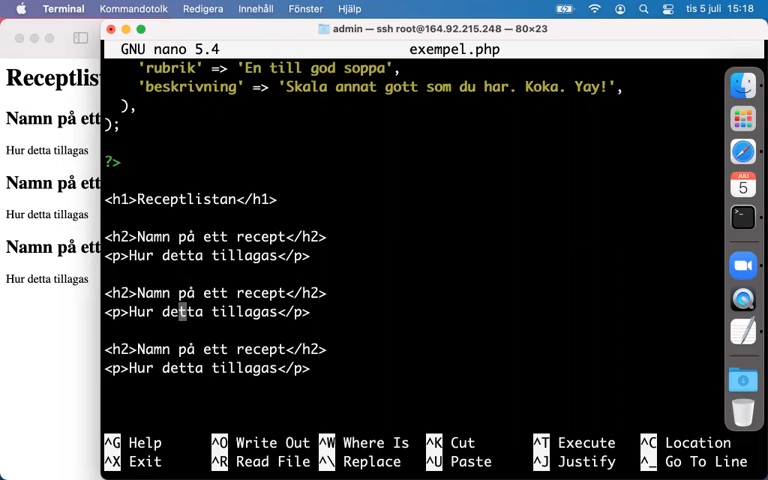 Terminal Kommandotolk Redigera Innehåll Fönster Hjälp tis 5 juli 15:18
admin — ssh root@164.92.215.248 — 80×23
GNU nano 5.4 exempel.php
'rubrik' => 'En till god soppa',
'beskrivning' => 'Skala annat gott som du har. Koka. Yay!',
),
);
?>
<h1>Receptlistan</h1>
<h2>Namn på ett recept</h2>
<p>Hur detta tillagas</p>
<h2>Namn på ett recept</h2>
<p>Hur detta tillagas</p>
<h2>Namn på ett recept</h2>
<p>Hur detta tillagas</p>
^G Help ^O Write Out ^W Where Is ^K Cut ^T Execute ^C Location
^X Exit ^R Read File ^\ Replace ^U Paste ^J Justify ^_ Go To Line
Receptlis
Namn på ett
Hur detta tillagas
Namn på ett
Hur detta tillagas
Namn på ett
Hur detta tillagas
JULI
5